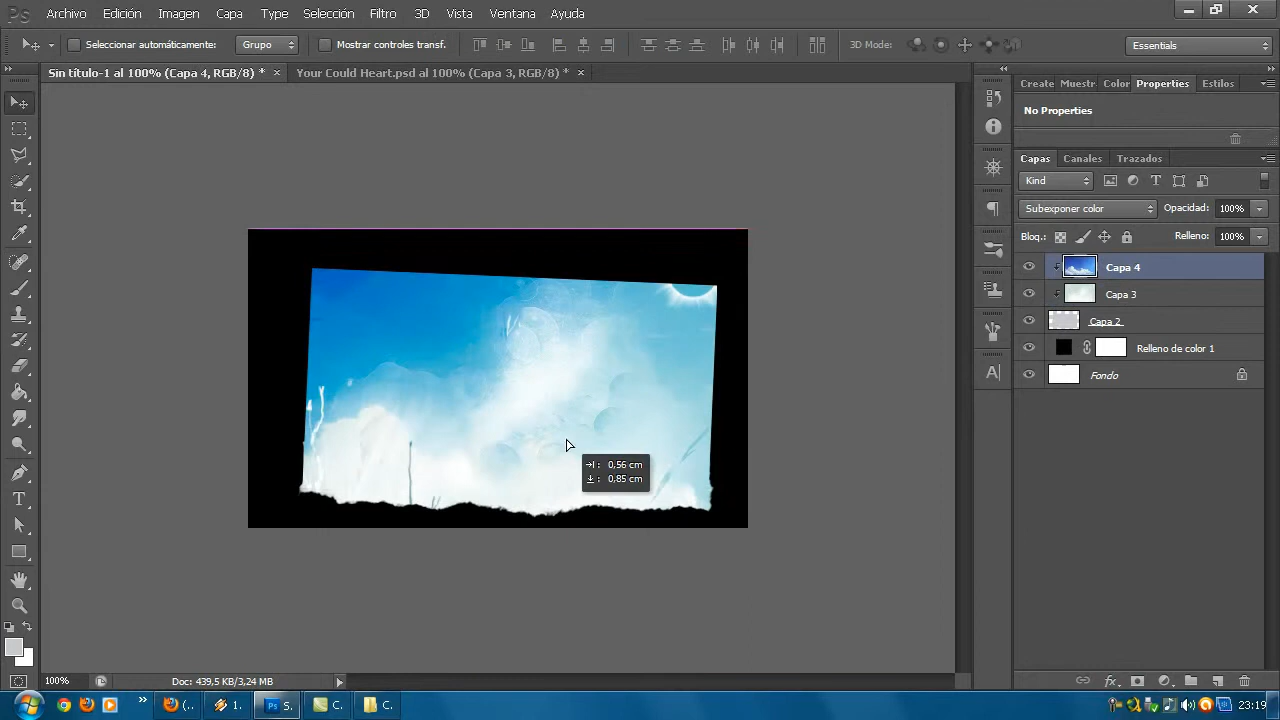 Ps Archivo Edición Imagen Capa Type Selección Filtro 3D Vista Ventana Ayuda
Seleccionar automáticamente: Grupo Mostrar controles transf. 3D Mode: Essentials
Sin título-1 al 100% (Capa 4, RGB/8) * × Your Could Heart.psd al 100% (Capa 3, RGB/8) * ×
Create Muestr Color Properties Estilos
No Properties
Capas Canales Trazados
Kind
Subexponer color Opacidad: 100%
Bloq.: Relleno: 100%
Capa 4
Capa 3
Capa 2
Relleno de color 1
Fondo
0,56 cm
0,85 cm
100% Doc: 439,5 KB/3,24 MB
(.. 1. S. C. C. 23:19